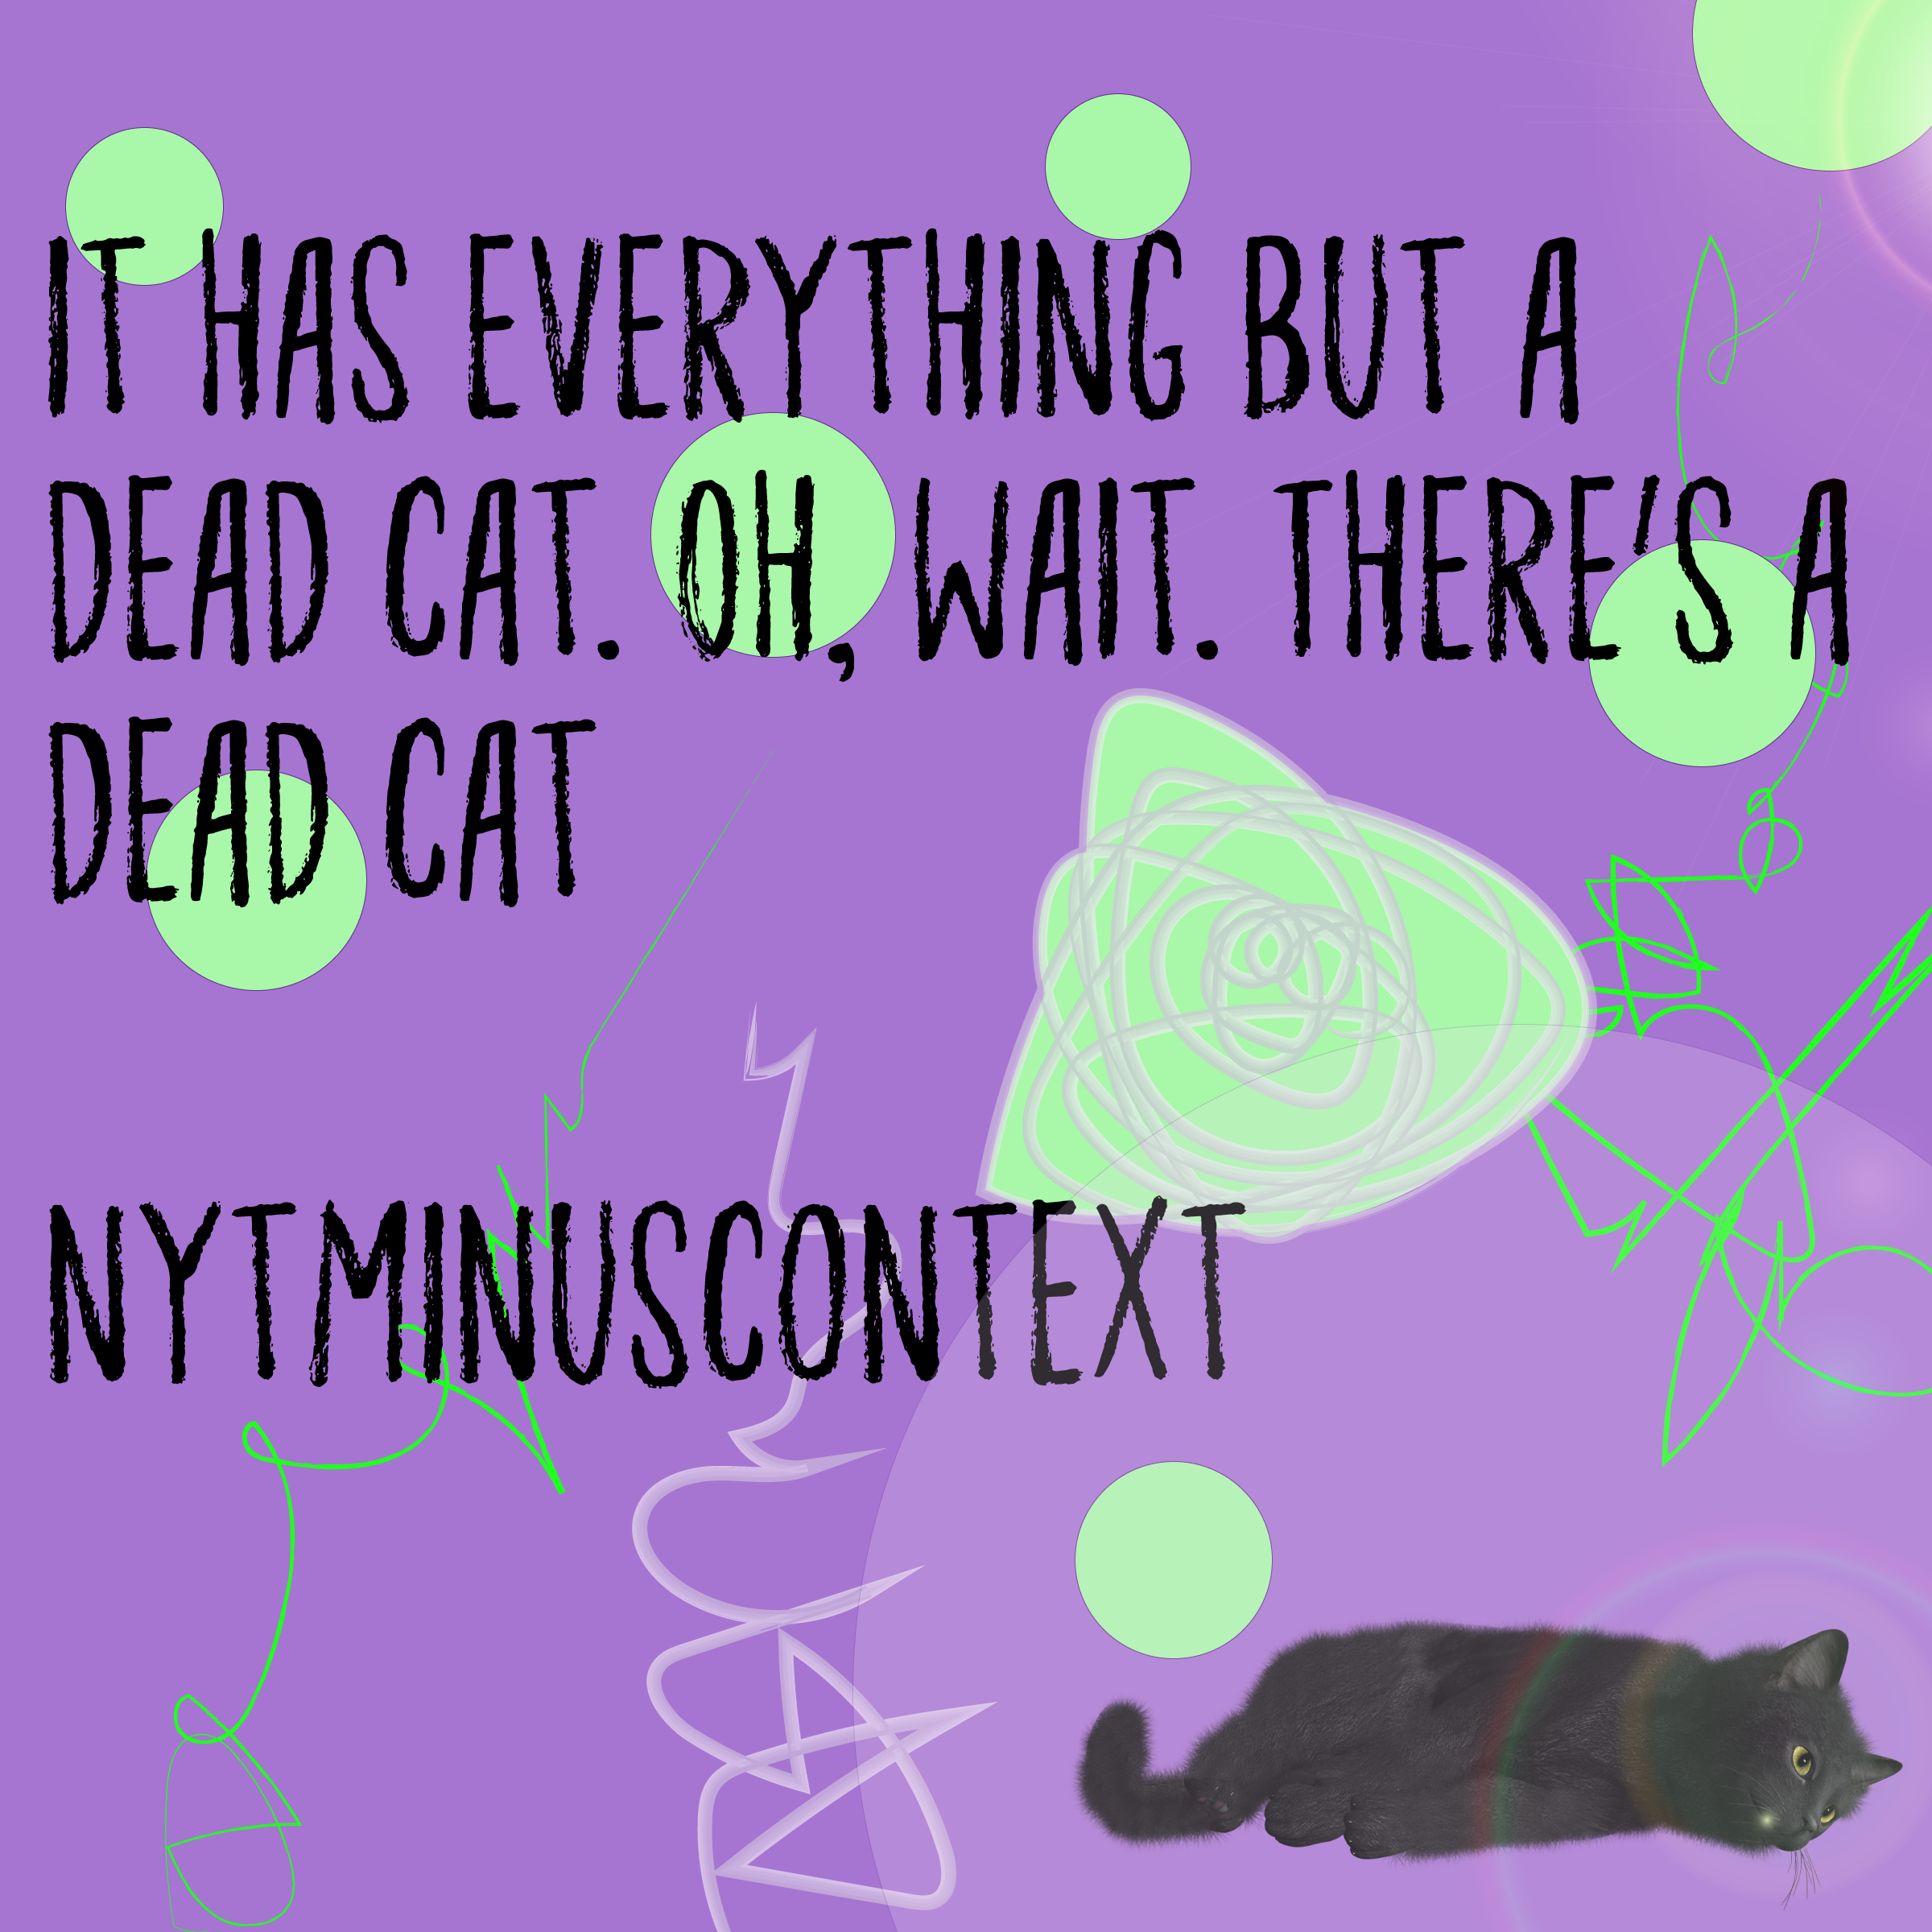 IT HAS EVERYTHING BUT A
DEAD CAT. OH, WAIT. THERE'S A
DEAD CAT
NYTMINUSCONTEXT